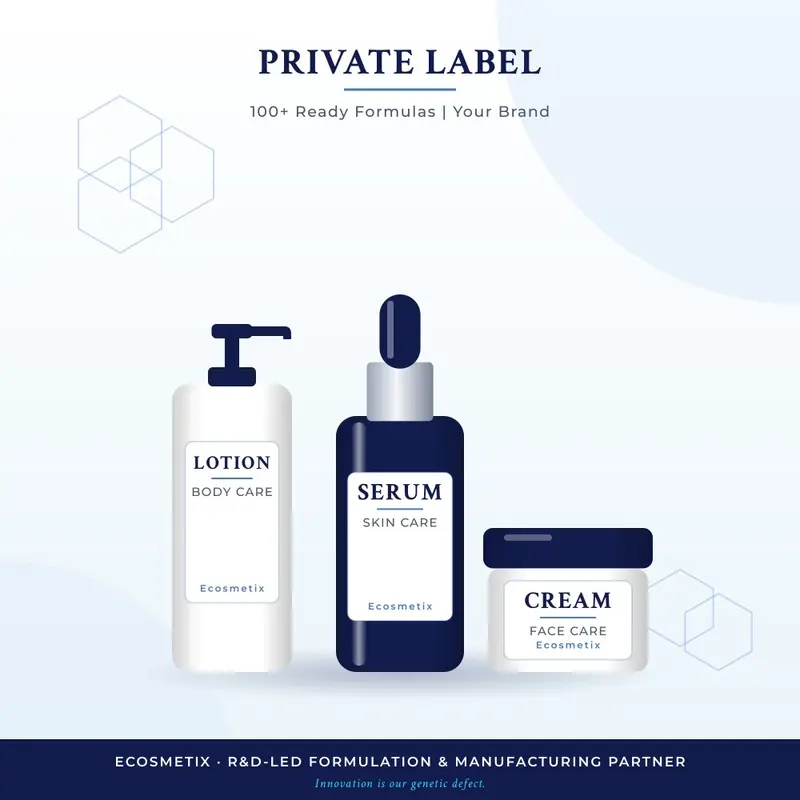 PRIVATE LABEL
100+ Ready Formulas | Your Brand
LOTION
BODY CARE
Ecosmetix
SERUM
SKIN CARE
Ecosmetix
CREAM
FACE CARE
Ecosmetix
ECOSMETIX · R&D-LED FORMULATION & MANUFACTURING PARTNER
Innovation is our genetic defect.